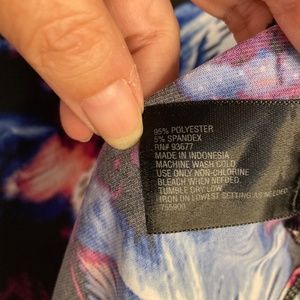 95% POLYESTER
5% SPANDEX
RN# 93677
MADE IN INDONESIA
MACHINE WASH COLD
USE ONLY NON-CHLORINE
BLEACH WHEN NEEDED
TUMBLE DRY LOW
IRON ON LOWEST SETTING AS NEEDED
755900